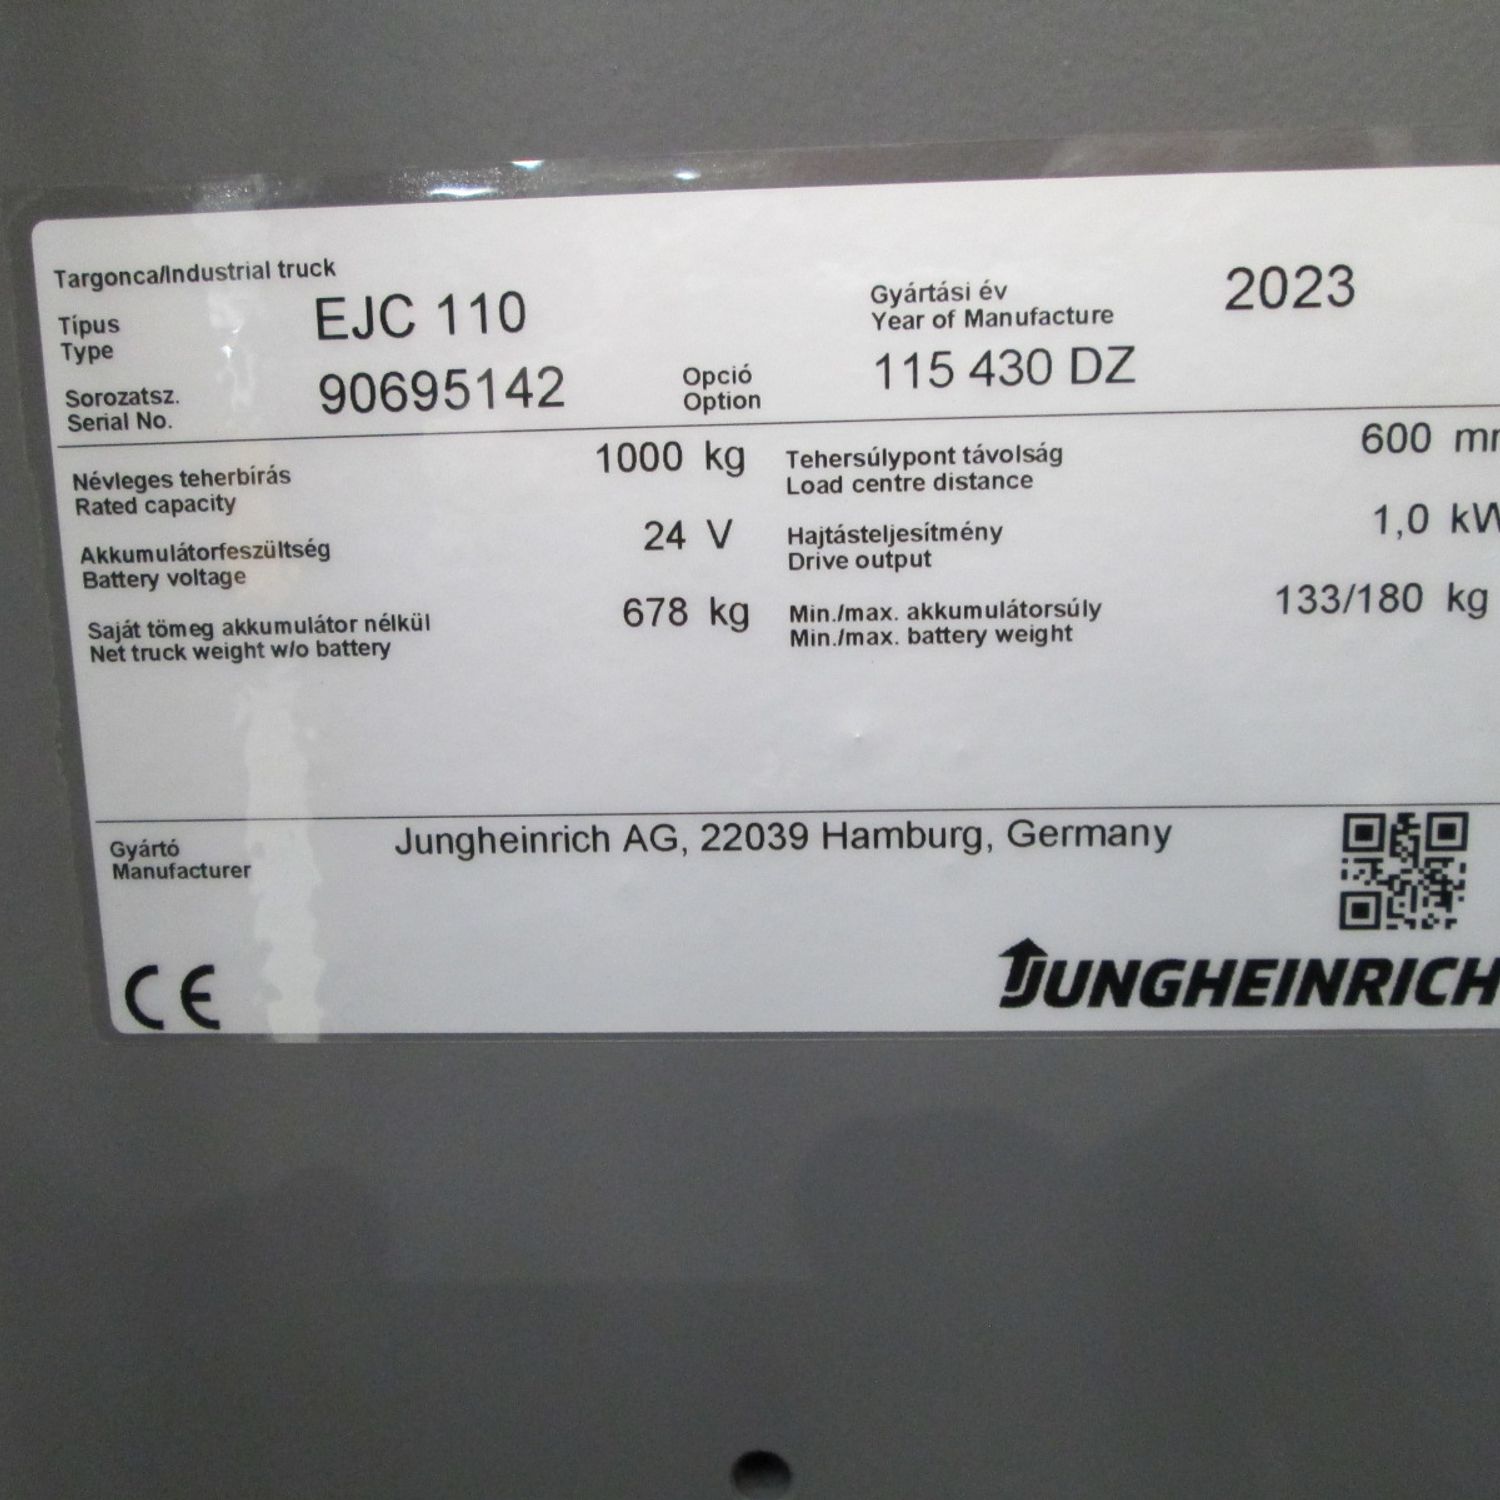 Targonca/Industrial truck
Típus
Type
EJC 110
Gyártási év
Year of Manufacture
2023
Sorozatsz.
Serial No.
90695142
Opció
Option
115 430 DZ
Névleges teherbírás
Rated capacity
1000 kg
Tehersúlypont távolság
Load centre distance
600 mm
Akkumulátorfeszültség
Battery voltage
24 V
Hajtásteljesítmény
Drive output
1,0 kW
Saját tömeg akkumulátor nélkül
Net truck weight w/o battery
678 kg
Min./max. akkumulátorsúly
Min./max. battery weight
133/180 kg
Gyártó
Manufacturer
Jungheinrich AG, 22039 Hamburg, Germany
CE
JUNGHEINRICH